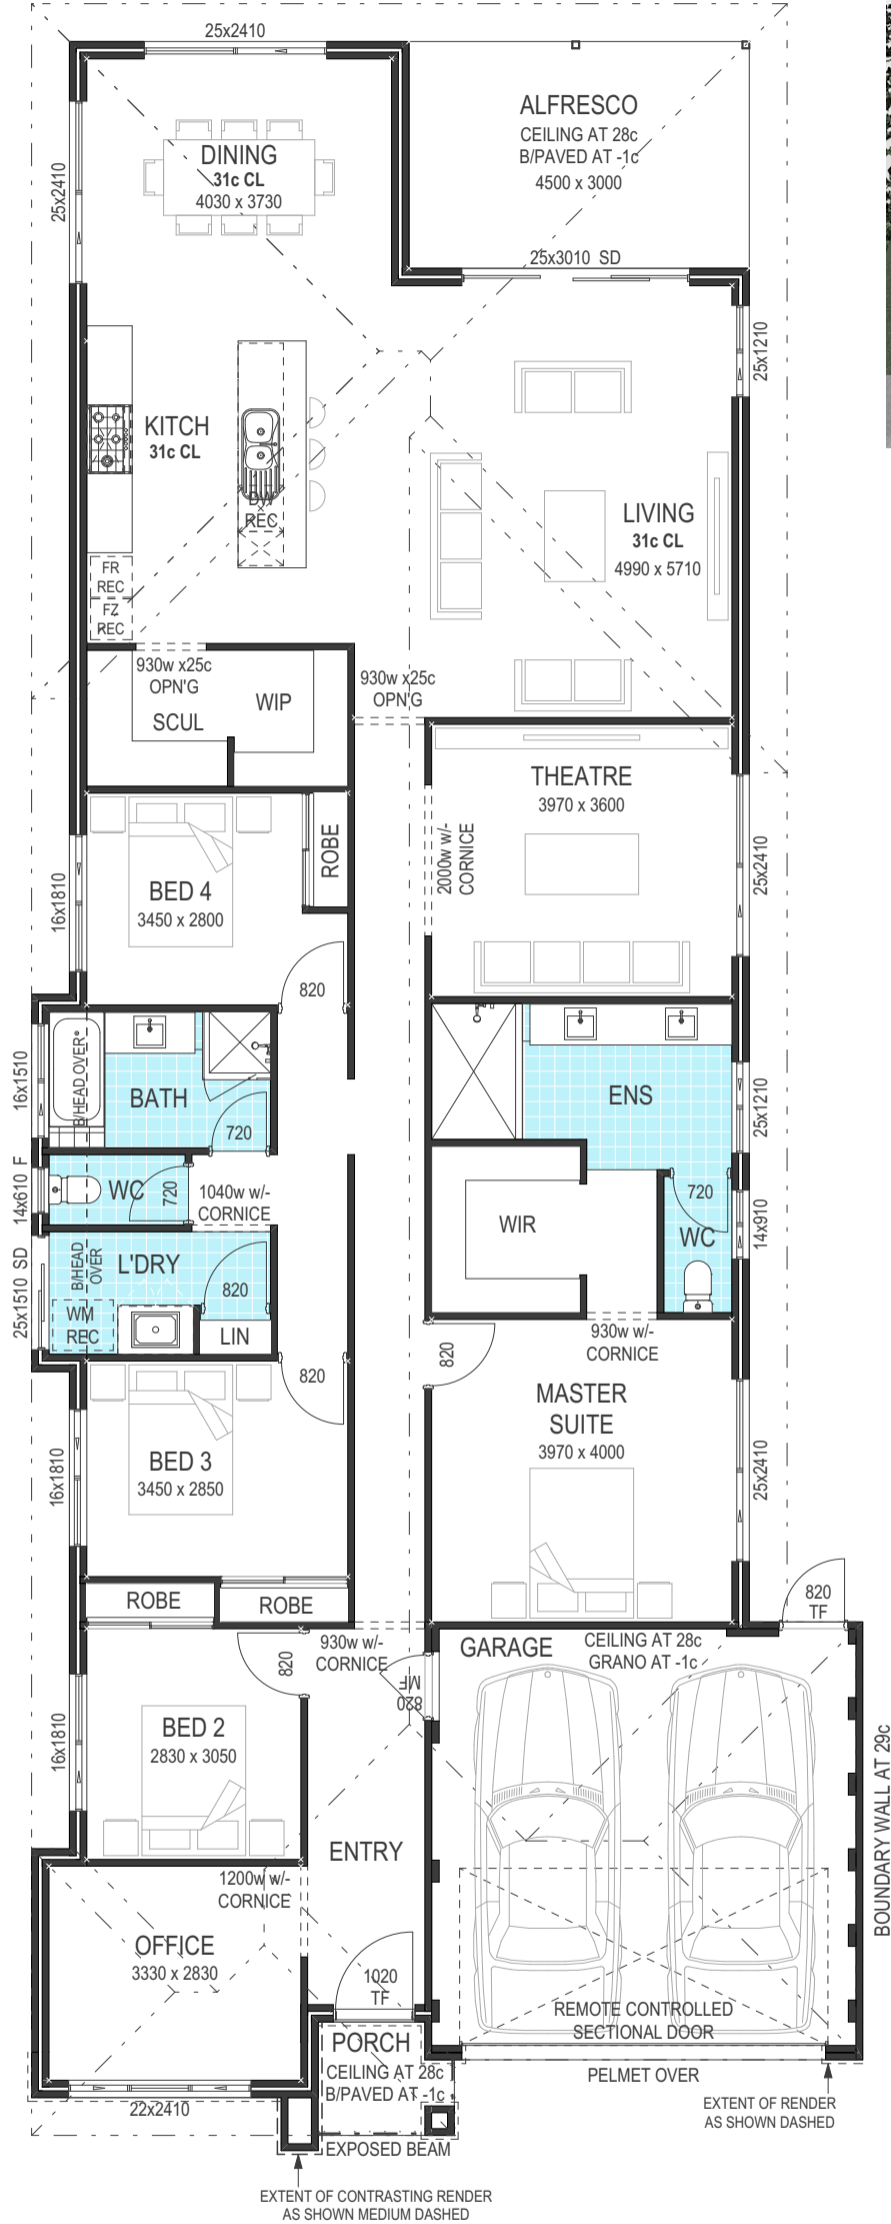 25x2410
ALFRESCO
CEILING AT 28c
B/PAVED AT -1c
4500 x 3000
DINING
31c CL
4030 x 3730
25x2410
25x3010 SD
25x1210
KITCH
31c CL
DW
REC
LIVING
31c CL
4990 x 5710
FR
REC
FZ
REC
930w x25c
OPN'G
SCUL
WIP
930w x25c
OPN'G
THEATRE
3970 x 3600
2000w w/-
CORNICE
25x2410
ROBE
BED 4
3450 x 2800
16x1810
820
16x1510
B/HEAD OVER
BATH
720
ENS
25x1210
14x610 F
WC
720
1040w w/-
CORNICE
WIR
720
WC
14x910
25x1510 SD
B/HEAD
OVER
L'DRY
820
WM
REC
LIN
930w w/-
CORNICE
820
820
MASTER
SUITE
3970 x 4000
BED 3
3450 x 2850
16x1810
25x2410
ROBE
ROBE
820
TF
820
930w w/-
CORNICE
GARAGE
CEILING AT 28c
GRANO AT -1c
820
MF
BED 2
2830 x 3050
16x1810
BOUNDARY WALL AT 29c
ENTRY
1200w w/-
CORNICE
OFFICE
3330 x 2830
1020
TF
REMOTE CONTROLLED
SECTIONAL DOOR
PORCH
CEILING AT 28c
B/PAVED AT -1c
PELMET OVER
22x2410
EXTENT OF RENDER
AS SHOWN DASHED
EXPOSED BEAM
EXTENT OF CONTRASTING RENDER
AS SHOWN MEDIUM DASHED